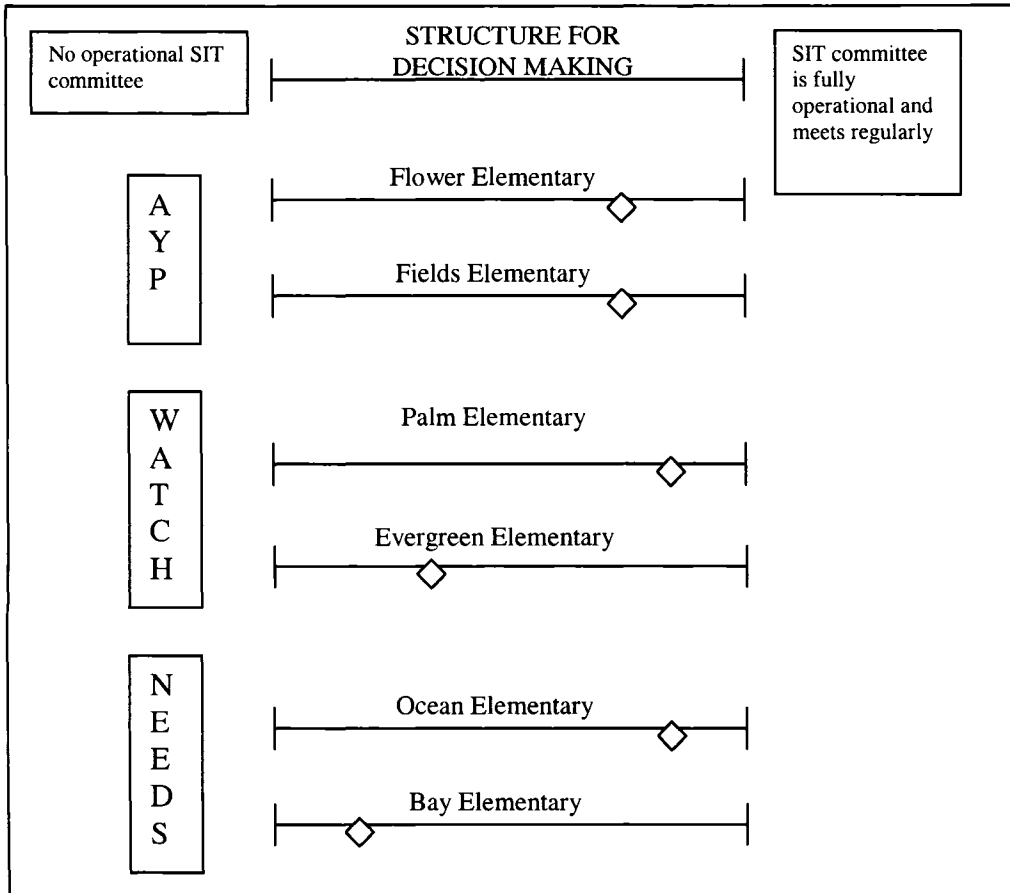 No operational SIT
committee
STRUCTURE FOR
DECISION MAKING
SIT committee
is fully
operational and
meets regularly
A
Y
P
Flower Elementary
Fields Elementary
W
A
T
C
H
Palm Elementary
Evergreen Elementary
N
E
E
D
S
Ocean Elementary
Bay Elementary